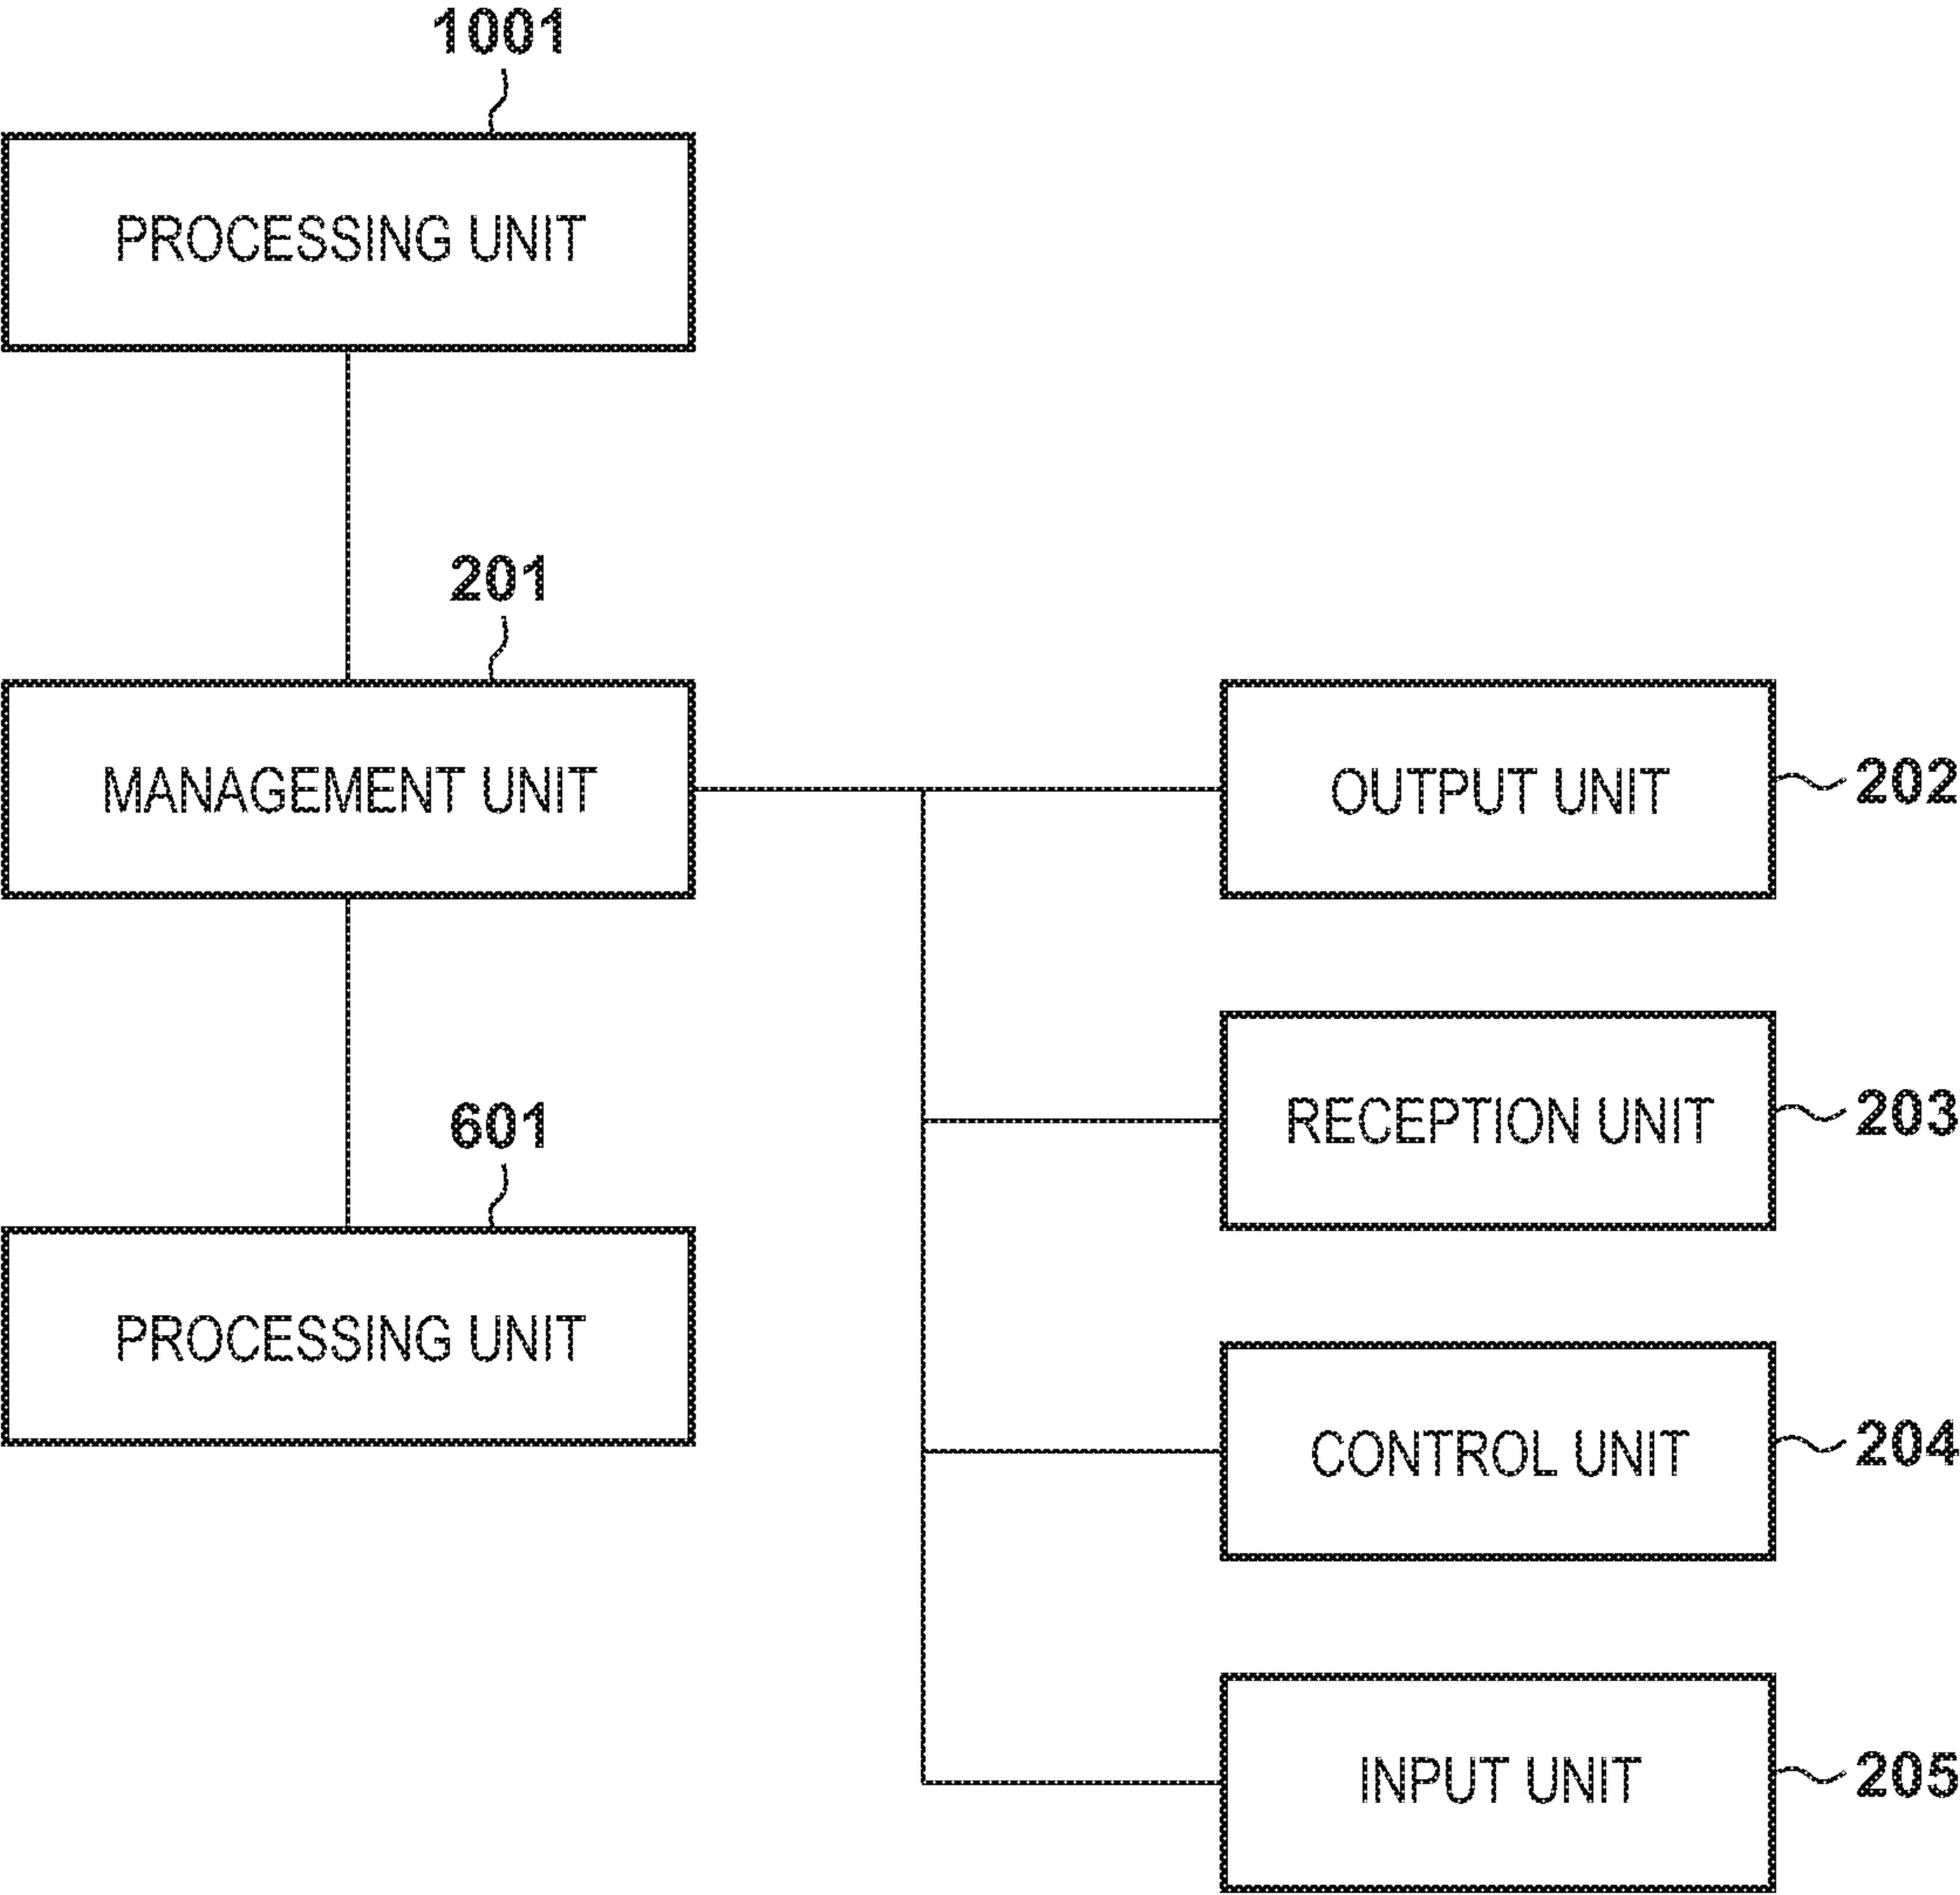 1001
PROCESSING UNIT
201
MANAGEMENT UNIT
OUTPUT UNIT
202
RECEPTION UNIT
203
601
PROCESSING UNIT
CONTROL UNIT
204
INPUT UNIT
205